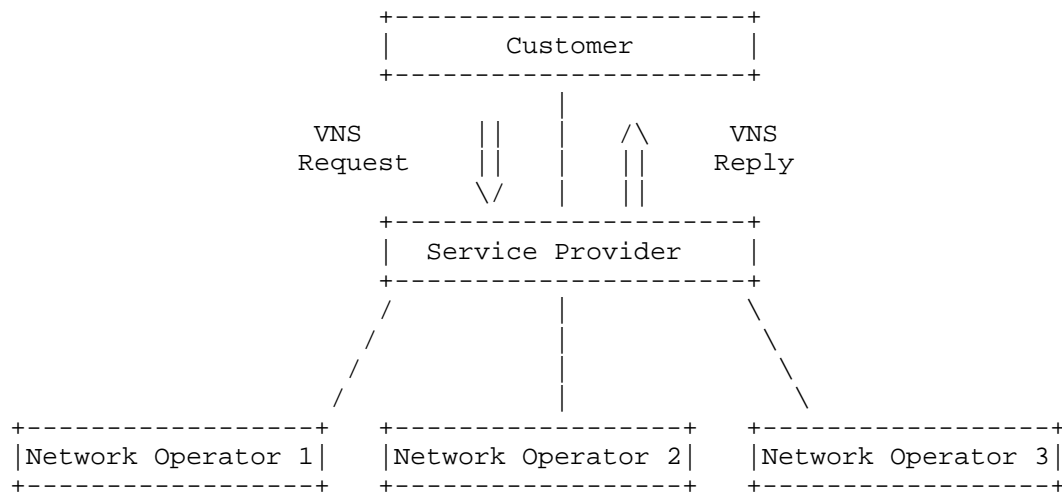 Customer
VNS VNS
Request Reply
Service Provider
Network Operator 1 Network Operator 2 Network Operator 3